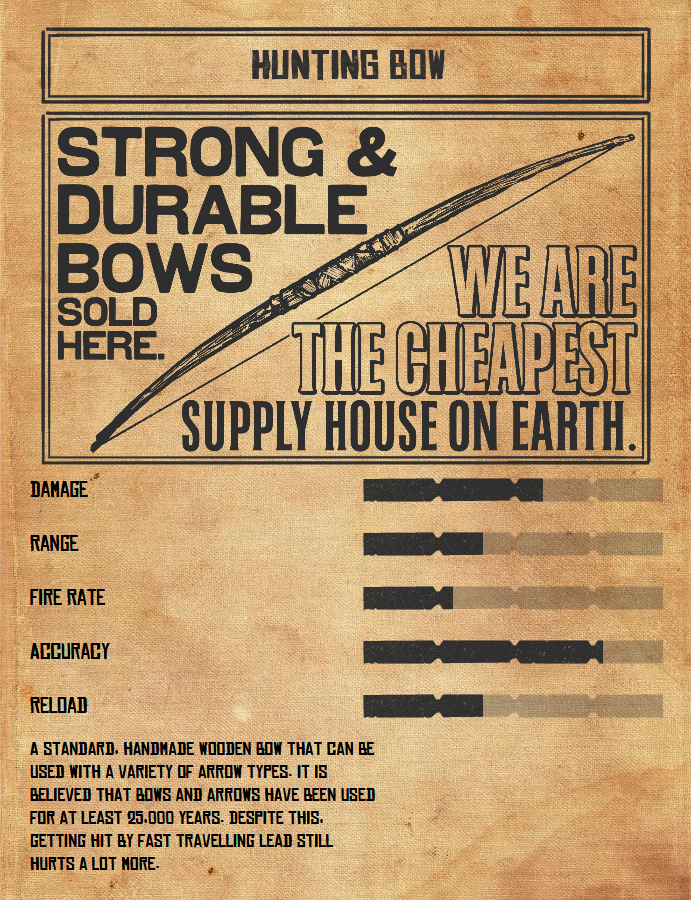 HUNTING BOW
STRONG &
DURABLE
BOWS
SOLD
HERE.
WE ARE
THE CHEAPEST
SUPPLY HOUSE ON EARTH.
DAMAGE
RANGE
FIRE RATE
ACCURACY
RELOAD
A STANDARD, HANDMADE WOODEN BOW THAT CAN BE
USED WITH A VARIETY OF ARROW TYPES. IT IS
BELIEVED THAT BOWS AND ARROWS HAVE BEEN USED
FOR AT LEAST 25,000 YEARS. DESPITE THIS,
GETTING HIT BY FAST TRAVELLING LEAD STILL
HURTS A LOT MORE.